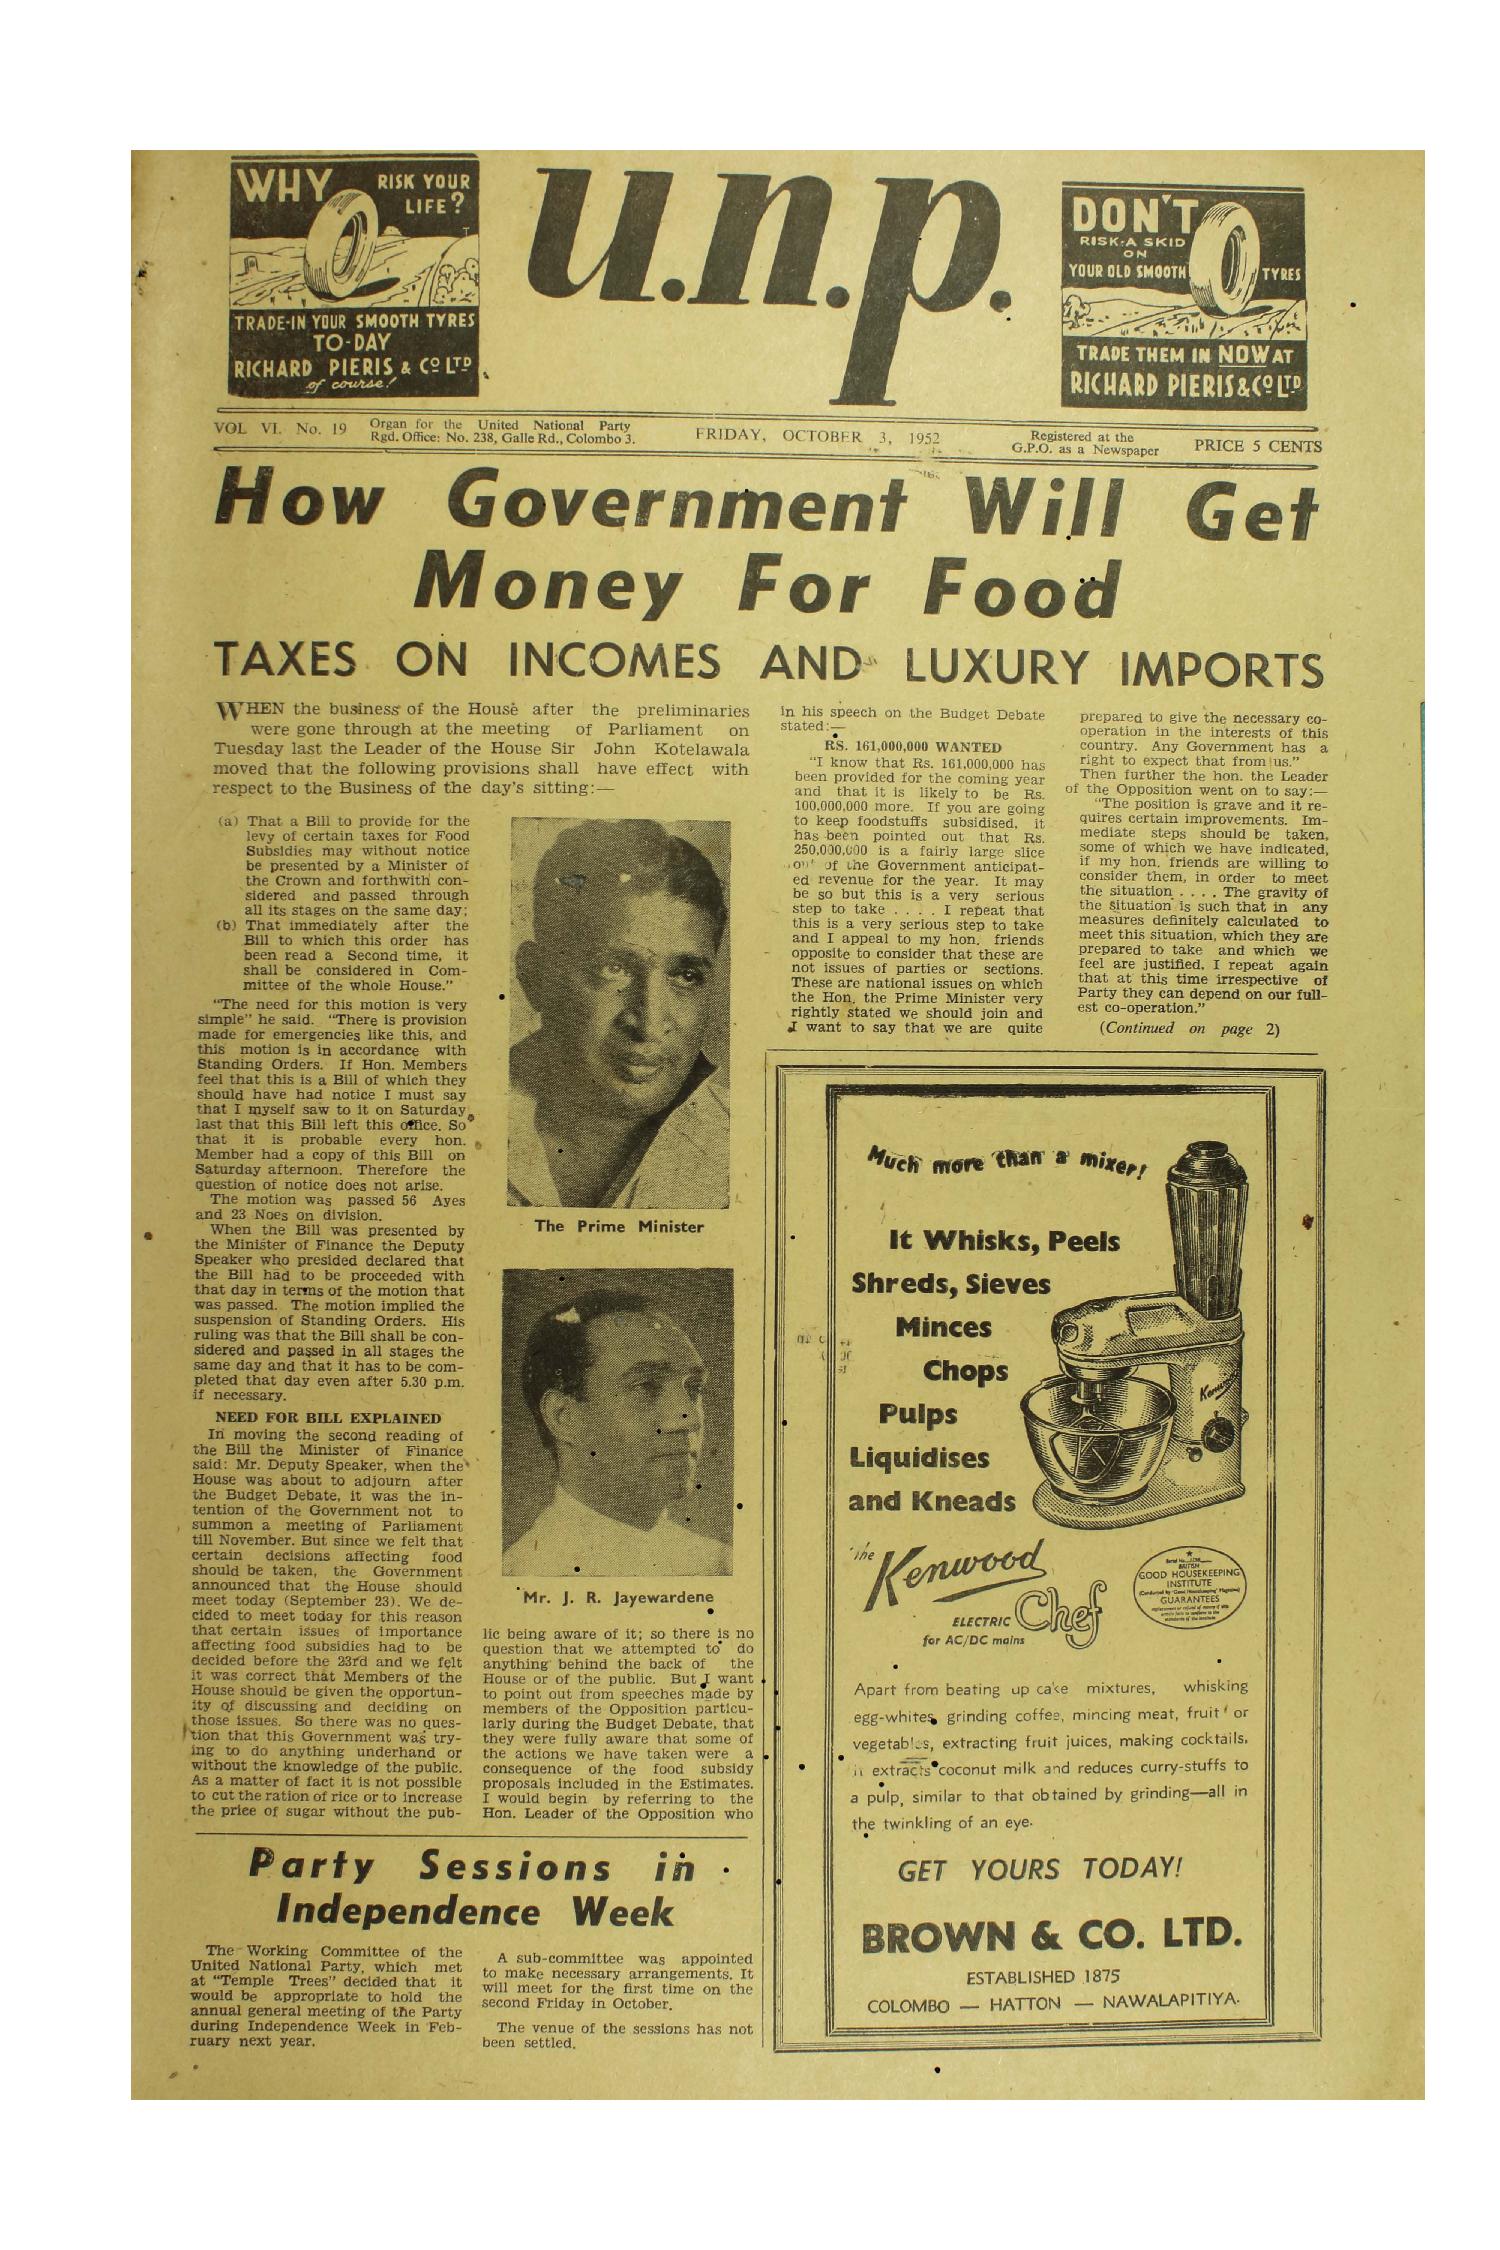 WHY RISK YOUR
LIFE?
TRADE-IN YOUR SMOOTH TYRES
TO-DAY
RICHARD PIERIS & CO LTD
of course!
u.n.p.
DON'T
RISK-A SKID
ON
YOUR OLD SMOOTH TYRES
TRADE THEM IN NOW AT
RICHARD PIERIS & CO LTD
VOL VI. No. 19
Organ for the United National Party
Rgd. Office: No. 238, Galle Rd., Colombo 3.
FRIDAY, OCTOBER 3, 1952
Registered at the
G.P.O. as a Newspaper
PRICE 5 CENTS
How Government Will Get
Money For Food
TAXES ON INCOMES AND LUXURY IMPORTS
WHEN the business of the House after the preliminaries
were gone through at the meeting of Parliament on
Tuesday last the Leader of the House Sir John Kotelawala
moved that the following provisions shall have effect with
respect to the Business of the day's sitting:—
(a) That a Bill to provide for the
levy of certain taxes for Food
Subsidies may without notice
be presented by a Minister of
the Crown and forthwith con-
sidered and passed through
all its stages on the same day;
(b) That immediately after the
Bill to which this order has
been read a Second time, it
shall be considered in Com-
mittee of the whole House."
"The need for this motion is very
simple" he said. "There is provision
made for emergencies like this, and
this motion is in accordance with
Standing Orders. If Hon. Members
feel that this is a Bill of which they
should have had notice I must say
that I myself saw to it on Saturday
last that this Bill left this office. So
that it is probable every hon.
Member had a copy of this Bill on
Saturday afternoon. Therefore the
question of notice does not arise.
The motion was passed 56 Ayes
and 23 Noes on division.
When the Bill was presented by
the Minister of Finance the Deputy
Speaker who presided declared that
the Bill had to be proceeded with
that day in terms of the motion that
was passed. The motion implied the
suspension of Standing Orders. His
ruling was that the Bill shall be con-
sidered and passed in all stages the
same day and that it has to be com-
pleted that day even after 5.30 p.m.
if necessary.
NEED FOR BILL EXPLAINED
In moving the second reading of
the Bill the Minister of Finance
said: Mr. Deputy Speaker, when the
House was about to adjourn after
the Budget Debate, it was the in-
tention of the Government not to
summon a meeting of Parliament
till November. But since we felt that
certain decisions affecting food
should be taken, the Government
announced that the House should
meet today (September 23). We de-
cided to meet today for this reason
that certain issues of importance
affecting food subsidies had to be
decided before the 23rd and we felt
it was correct that Members of the
House should be given the opportun-
ity of discussing and deciding on
those issues. So there was no ques-
tion that this Government was try-
ing to do anything underhand or
without the knowledge of the public.
As a matter of fact it is not possible
to cut the ration of rice or to increase
the price of sugar without the pub-
The Prime Minister
Mr. J. R. Jayewardene
lic being aware of it; so there is no
question that we attempted to do
anything behind the back of the
House or of the public. But I want
to point out from speeches made by
members of the Opposition particu-
larly during the Budget Debate, that
they were fully aware that some of
the actions we have taken were a
consequence of the food subsidy
proposals included in the Estimates.
I would begin by referring to the
Hon. Leader of the Opposition who
in his speech on the Budget Debate
stated:—
RS. 161,000,000 WANTED
"I know that Rs. 161,000,000 has
been provided for the coming year
and that it is likely to be Rs.
100,000,000 more. If you are going
to keep foodstuffs subsidised, it
has been pointed out that Rs.
250,000,000 is a fairly large slice
out of the Government anticipat-
ed revenue for the year. It may
be so but this is a very serious
step to take . . . . I repeat that
this is a very serious step to take
and I appeal to my hon. friends
opposite to consider that these are
not issues of parties or sections.
These are national issues on which
the Hon. the Prime Minister very
rightly stated we should join and
I want to say that we are quite
prepared to give the necessary co-
operation in the interests of this
country. Any Government has a
right to expect that from us."
Then further the hon. the Leader
of the Opposition went on to say:—
"The position is grave and it re-
quires certain improvements. Im-
mediate steps should be taken,
some of which we have indicated,
if my hon. friends are willing to
consider them, in order to meet
the situation . . . . The gravity of
the situation is such that in any
measures definitely calculated to
meet this situation, which they are
prepared to take and which we
feel are justified, I repeat again
that at this time irrespective of
Party they can depend on our full-
est co-operation."
(Continued on page 2)
Party Sessions in
Independence Week
The Working Committee of the
United National Party, which met
at "Temple Trees" decided that it
would be appropriate to hold the
annual general meeting of the Party
during Independence Week in Feb-
ruary next year.
A sub-committee was appointed
to make necessary arrangements. It
will meet for the first time on the
second Friday in October.
The venue of the sessions has not
been settled.
Much more than a mixer!
It Whisks, Peels
Shreds, Sieves
Minces
Chops
Pulps
Liquidises
and Kneads
Kenwood
the Kenwood
ELECTRIC Chef
for AC/DC mains
BRITISH
GOOD HOUSEKEEPING
INSTITUTE
GUARANTEES
Apart from beating up cake mixtures, whisking
egg-whites, grinding coffee, mincing meat, fruit or
vegetables, extracting fruit juices, making cocktails,
it extracts coconut milk and reduces curry-stuffs to
a pulp, similar to that obtained by grinding—all in
the twinkling of an eye.
GET YOURS TODAY!
BROWN & CO. LTD.
ESTABLISHED 1875
COLOMBO — HATTON — NAWALAPITIYA.